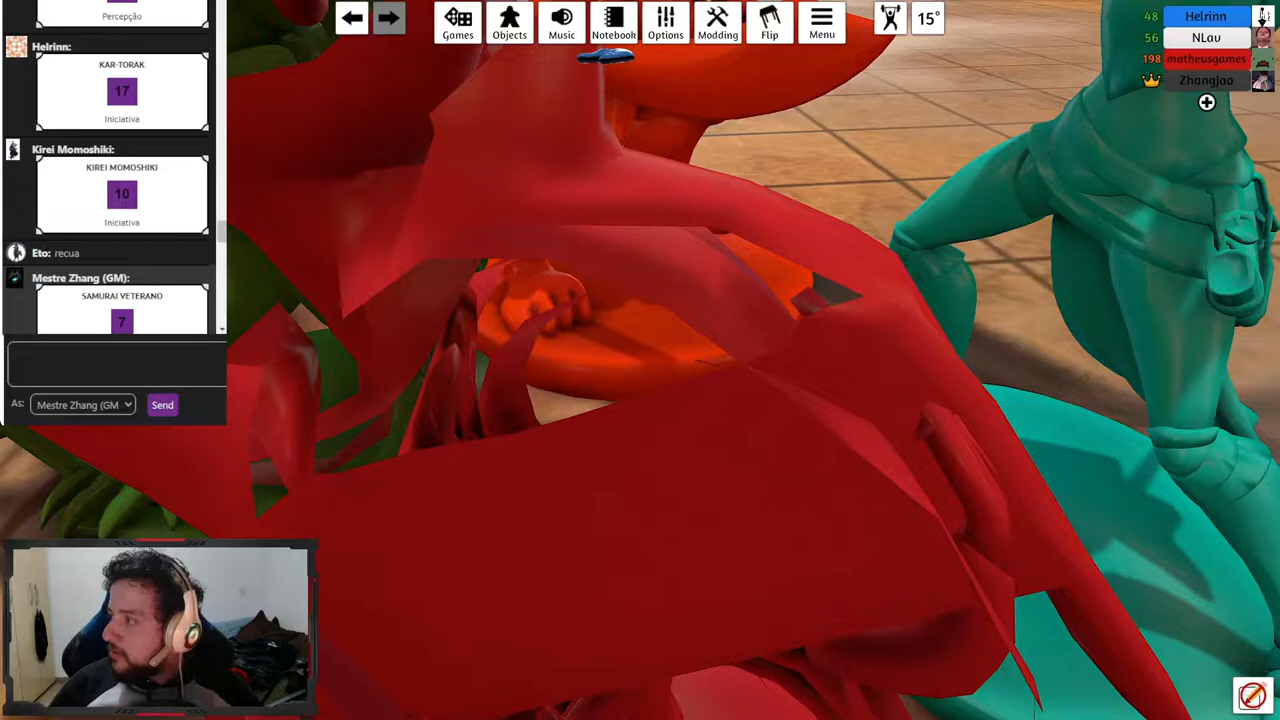 Percepção
Helrinn:
KAR-TORAK
17
Iniciativa
Kirei Momoshiki:
KIREI MOMOSHIKI
10
Iniciativa
Eto: recua
Mestre Zhang (GM):
SAMURAI VETERANO
7
As: Mestre Zhang (GM Send
Games Objects Music Notebook Options Modding Flip Menu 15°
48 Helrinn
56 NLav
198 matheusgames
ZhangJao